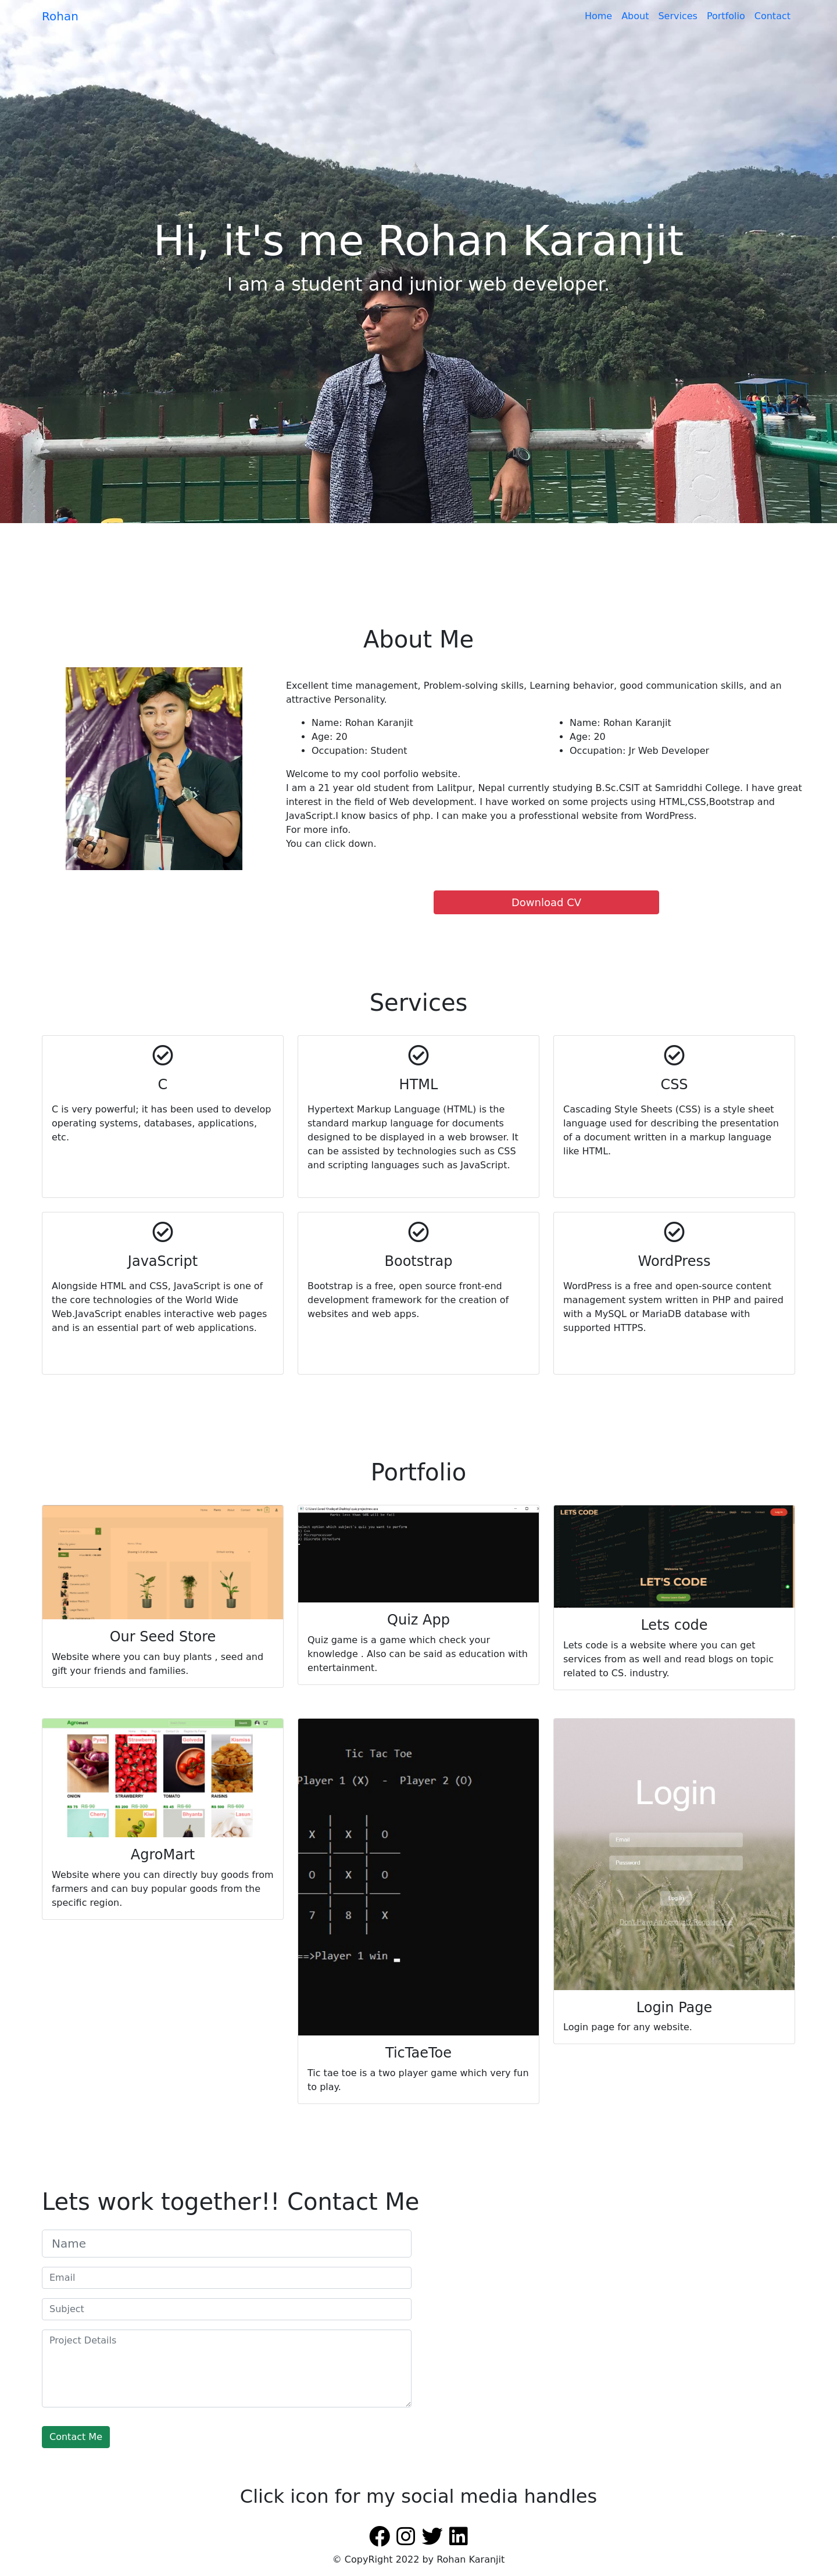 Rohan
Home About Services Portfolio Contact
Hi, it's me Rohan Karanjit
I am a student and junior web developer.
About Me
Excellent time management, Problem-solving skills, Learning behavior, good communication skills, and an
attractive Personality.
• Name: Rohan Karanjit
• Age: 20
• Occupation: Student
• Name: Rohan Karanjit
• Age: 20
• Occupation: Jr Web Developer
Welcome to my cool porfolio website.
I am a 21 year old student from Lalitpur, Nepal currently studying B.Sc.CSIT at Samriddhi College. I have great
interest in the field of Web development. I have worked on some projects using HTML,CSS,Bootstrap and
JavaScript.I know basics of php. I can make you a professtional website from WordPress.
For more info.
You can click down.
Download CV
Services
C
C is very powerful; it has been used to develop
operating systems, databases, applications,
etc.
HTML
Hypertext Markup Language (HTML) is the
standard markup language for documents
designed to be displayed in a web browser. It
can be assisted by technologies such as CSS
and scripting languages such as JavaScript.
CSS
Cascading Style Sheets (CSS) is a style sheet
language used for describing the presentation
of a document written in a markup language
like HTML.
JavaScript
Alongside HTML and CSS, JavaScript is one of
the core technologies of the World Wide
Web.JavaScript enables interactive web pages
and is an essential part of web applications.
Bootstrap
Bootstrap is a free, open source front-end
development framework for the creation of
websites and web apps.
WordPress
WordPress is a free and open-source content
management system written in PHP and paired
with a MySQL or MariaDB database with
supported HTTPS.
Portfolio
Our Seed Store
Website where you can buy plants , seed and
gift your friends and families.
Quiz App
Quiz game is a game which check your
knowledge . Also can be said as education with
entertainment.
LETS CODE
LET'S CODE
Lets code
Lets code is a website where you can get
services from as well and read blogs on topic
related to CS. industry.
Agromart
Pyaaj Strawberry Golveda Kismiss
ONION STRAWBERRY TOMATO RAISINS
Cherry Kiwi Bhyanta Lasun
AgroMart
Website where you can directly buy goods from
farmers and can buy popular goods from the
specific region.
Tic Tac Toe
Player 1 (X) - Player 2 (O)
X | X | O
O | X | O
7 | 8 | X
==>Player 1 win
TicTaeToe
Tic tae toe is a two player game which very fun
to play.
Login
Email
Password
Login Page
Login page for any website.
Lets work together!! Contact Me
Name
Email
Subject
Project Details
Contact Me
Click icon for my social media handles
© CopyRight 2022 by Rohan Karanjit